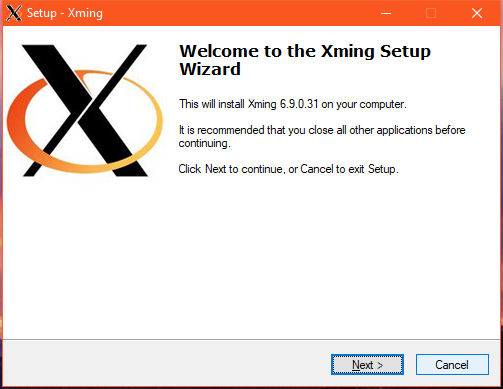 Setup - Xming
Welcome to the Xming Setup
Wizard
This will install Xming 6.9.0.31 on your computer.
It is recommended that you close all other applications before
continuing.
Click Next to continue, or Cancel to exit Setup.
Next >
Cancel